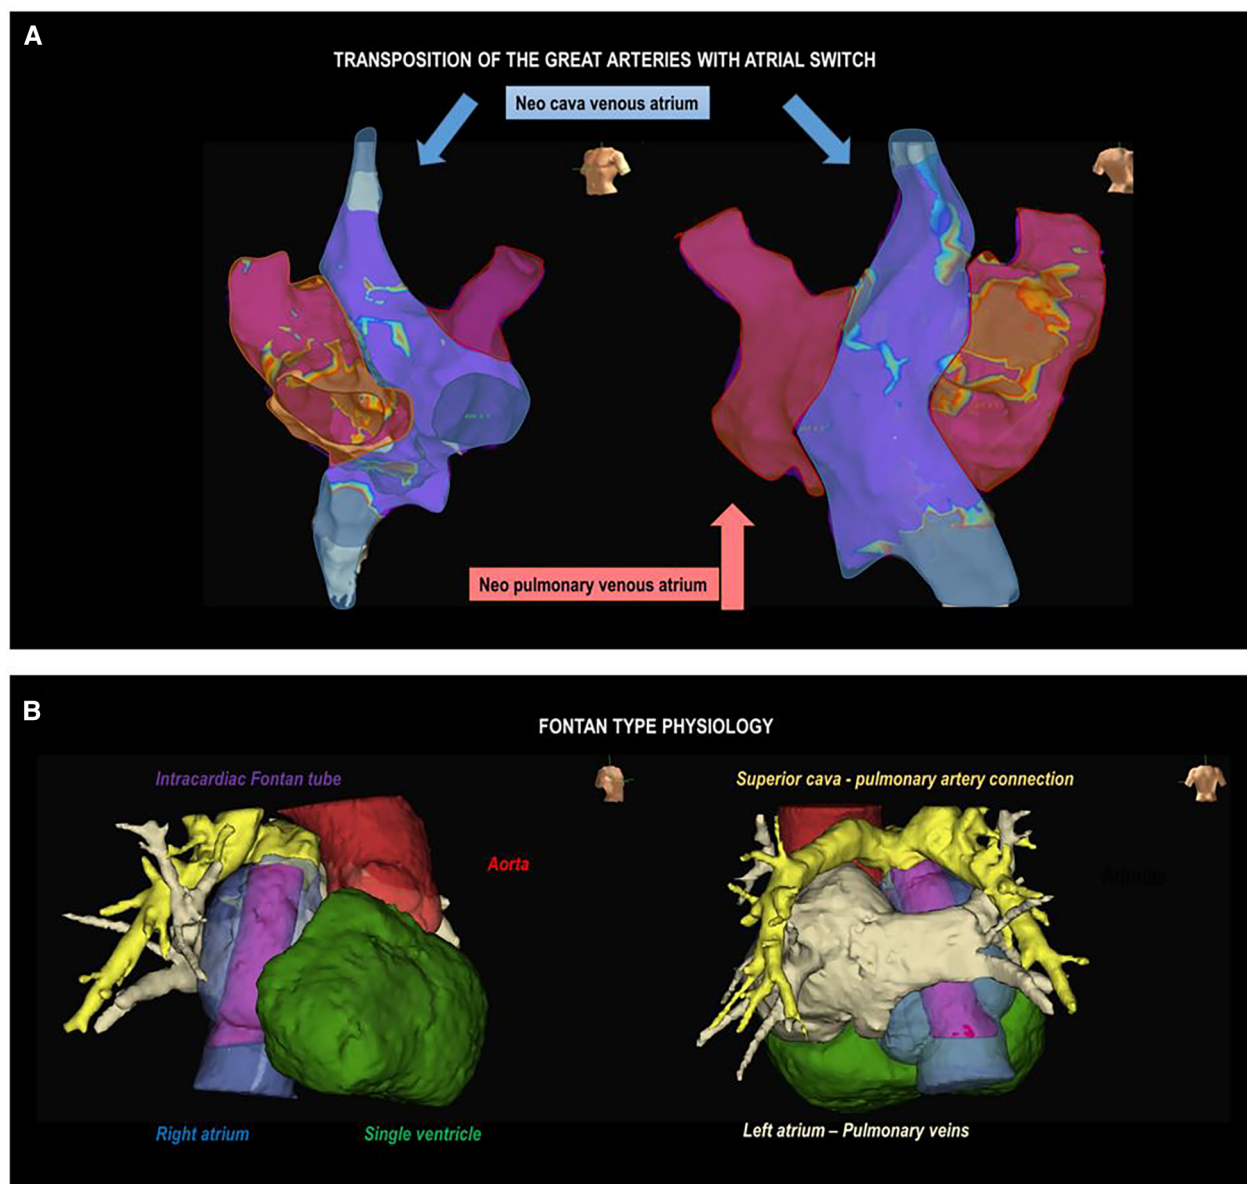 A
TRANSPOSITION OF THE GREAT ARTERIES WITH ATRIAL SWITCH
Neo cava venous atrium
Neo pulmonary venous atrium
B
FONTAN TYPE PHYSIOLOGY
Intracardiac Fontan tube
Superior cava - pulmonary artery connection
Aorta
Arterias
Right atrium
Single ventricle
Left atrium – Pulmonary veins